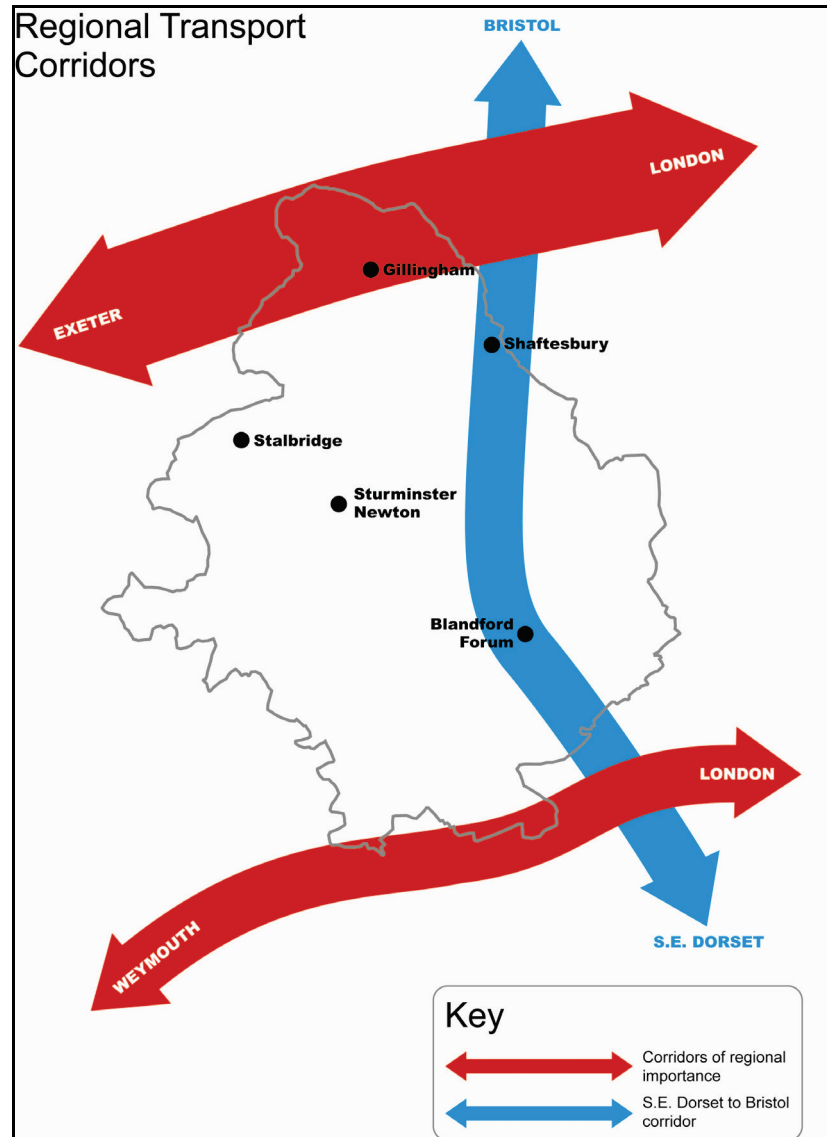 Regional Transport
Corridors
BRISTOL
LONDON
EXETER
Gillingham
Shaftesbury
Stalbridge
Sturminster
Newton
Blandford
Forum
LONDON
WEYMOUTH
S.E. DORSET
Key
Corridors of regional
importance
S.E. Dorset to Bristol
corridor